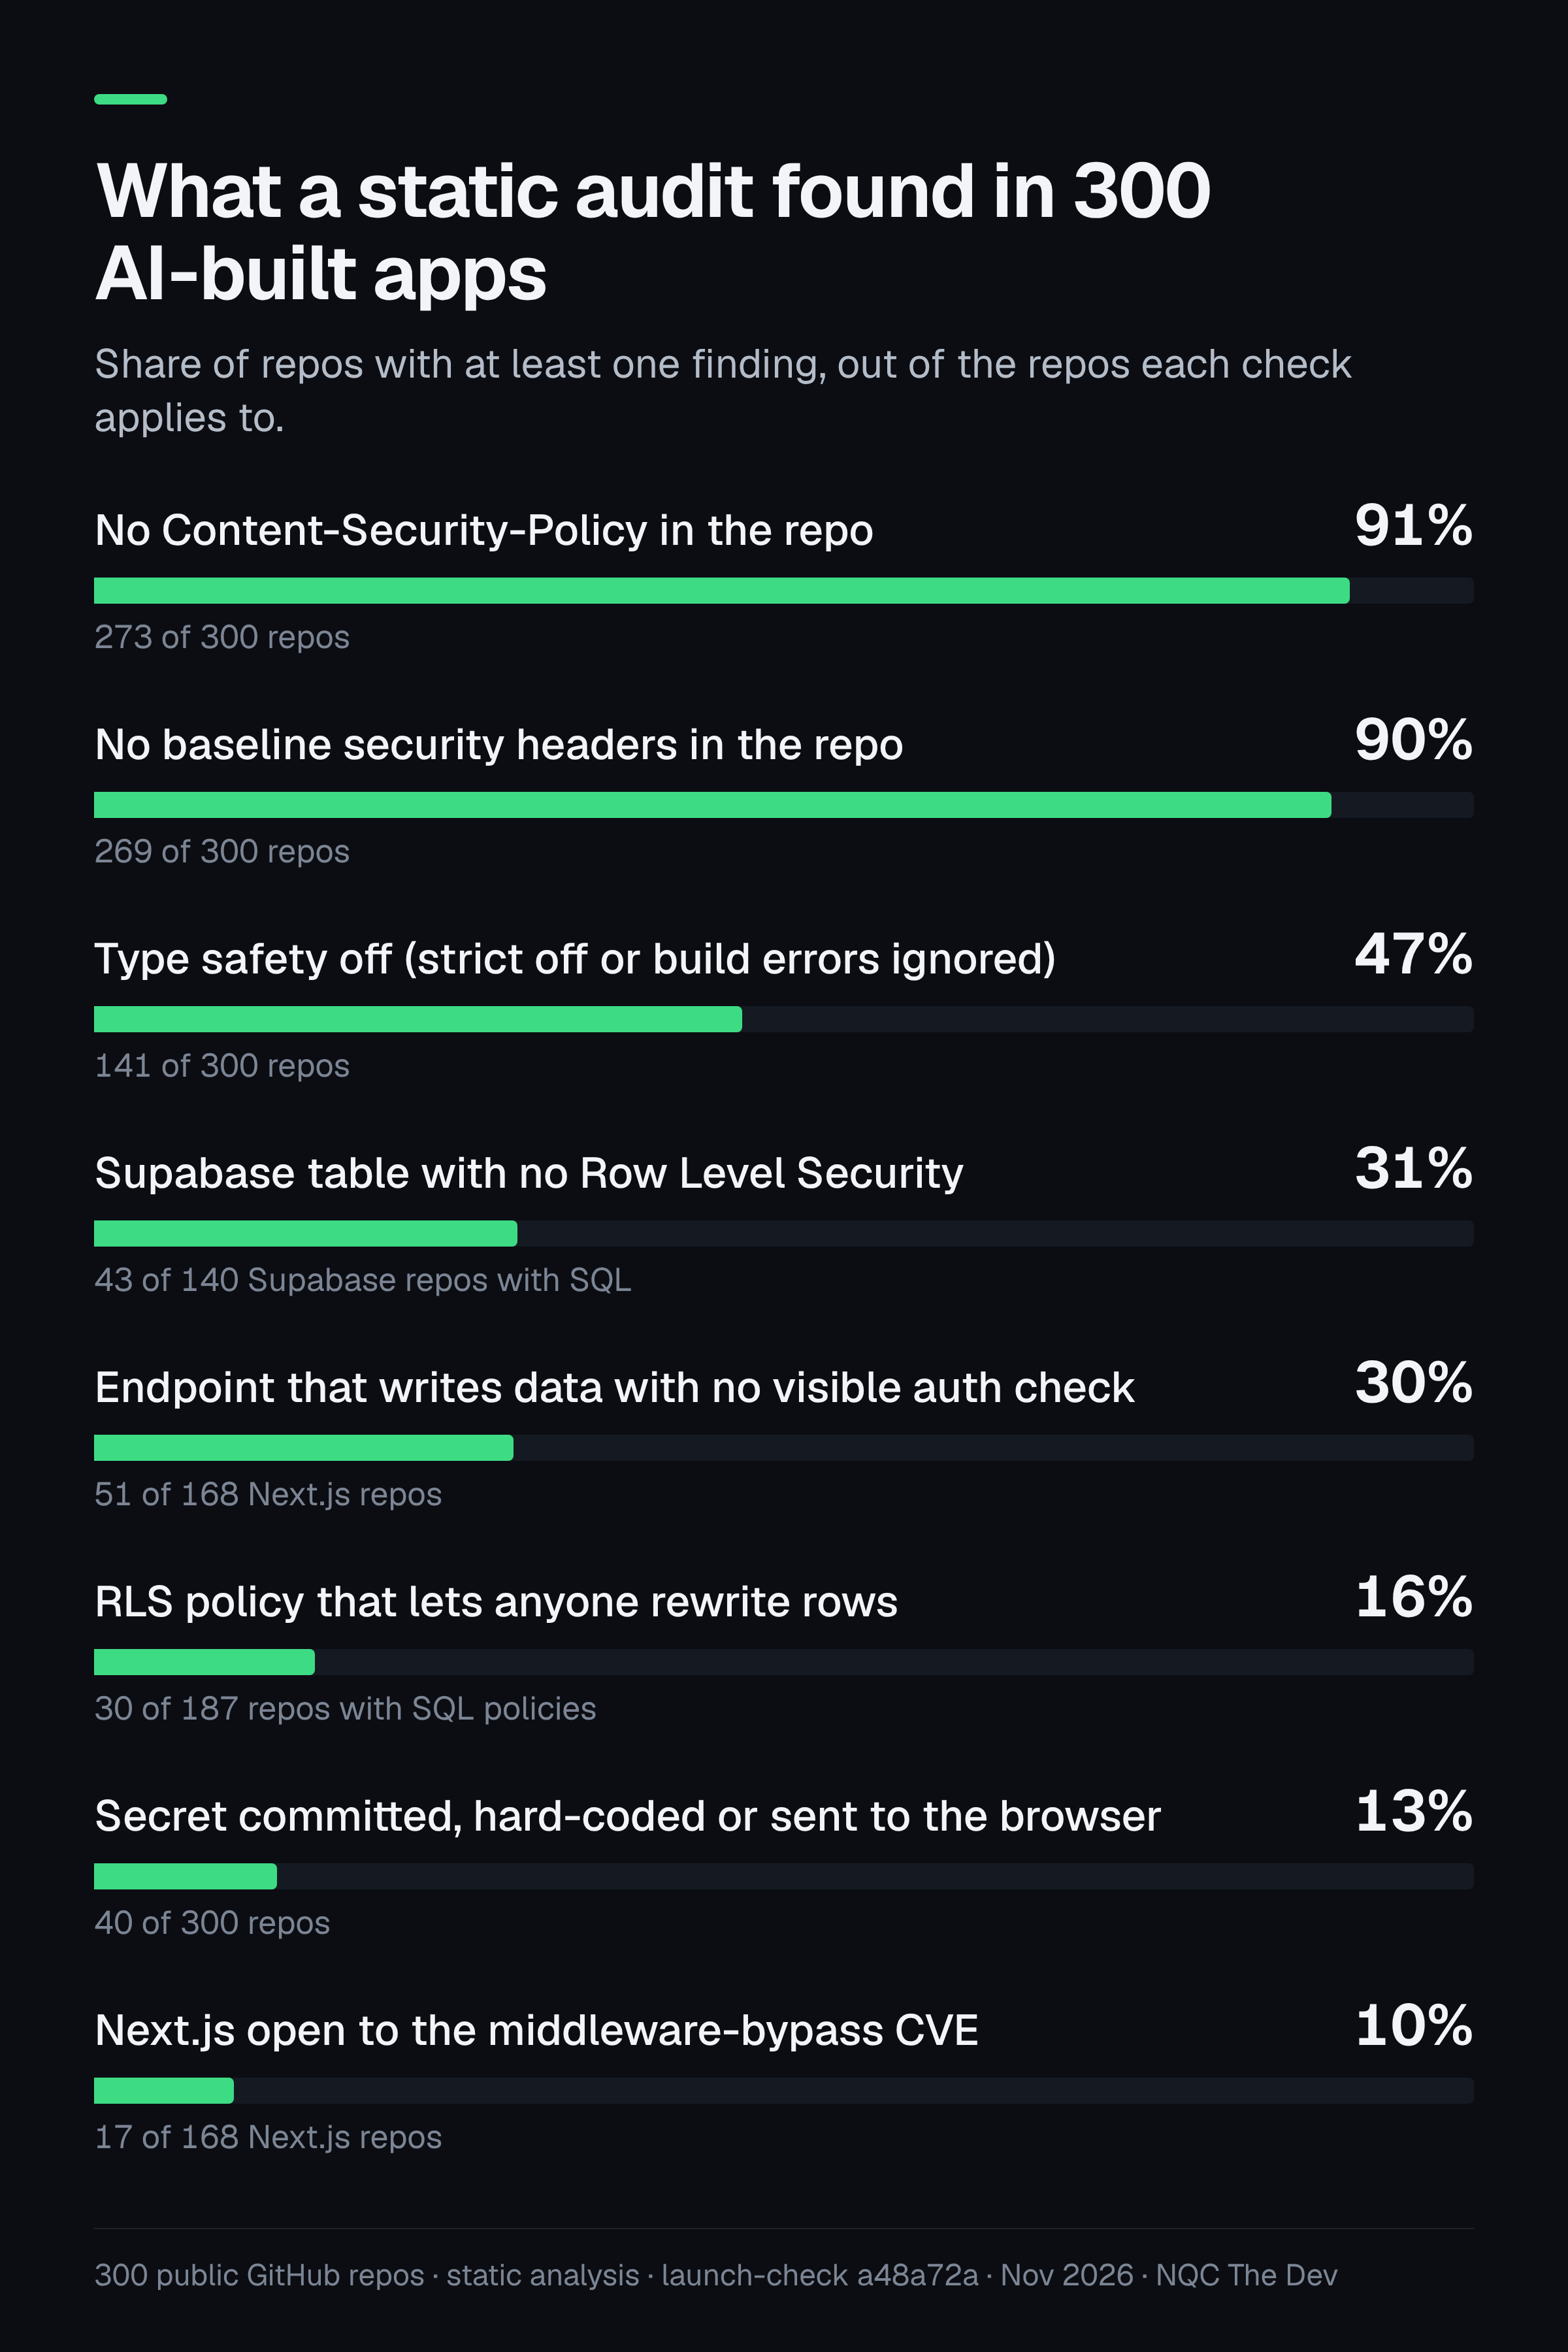 What a static audit found in 300
AI-built apps
Share of repos with at least one finding, out of the repos each check
applies to.
No Content-Security-Policy in the repo 91%
273 of 300 repos
No baseline security headers in the repo 90%
269 of 300 repos
Type safety off (strict off or build errors ignored) 47%
141 of 300 repos
Supabase table with no Row Level Security 31%
43 of 140 Supabase repos with SQL
Endpoint that writes data with no visible auth check 30%
51 of 168 Next.js repos
RLS policy that lets anyone rewrite rows 16%
30 of 187 repos with SQL policies
Secret committed, hard-coded or sent to the browser 13%
40 of 300 repos
Next.js open to the middleware-bypass CVE 10%
17 of 168 Next.js repos
300 public GitHub repos · static analysis · launch-check a48a72a · Nov 2026 · NQC The Dev